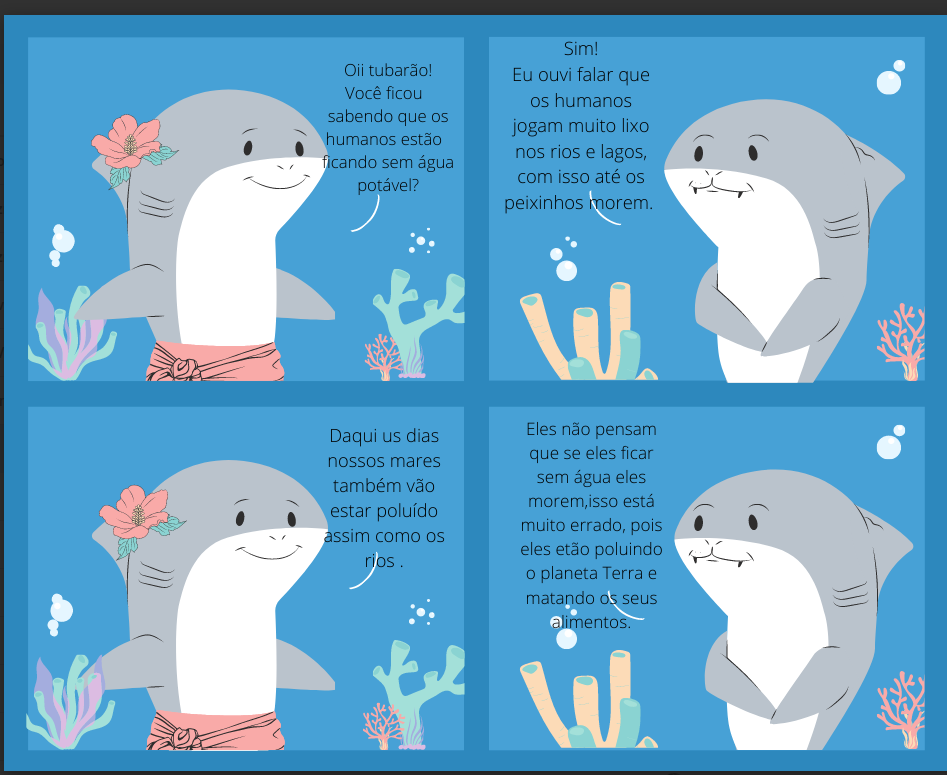 Oii tubarão!
Você ficou
sabendo que os
humanos estão
ficando sem água
potável?
Sim!
Eu ouvi falar que
os humanos
jogam muito lixo
nos rios e lagos,
com isso até os
peixinhos morem.
Daqui us dias
nossos mares
também vão
estar poluído
assim como os
rios .
Eles não pensam
que se eles ficar
sem água eles
morem,isso está
muito errado, pois
eles etão poluindo
o planeta Terra e
matando os seus
alimentos.